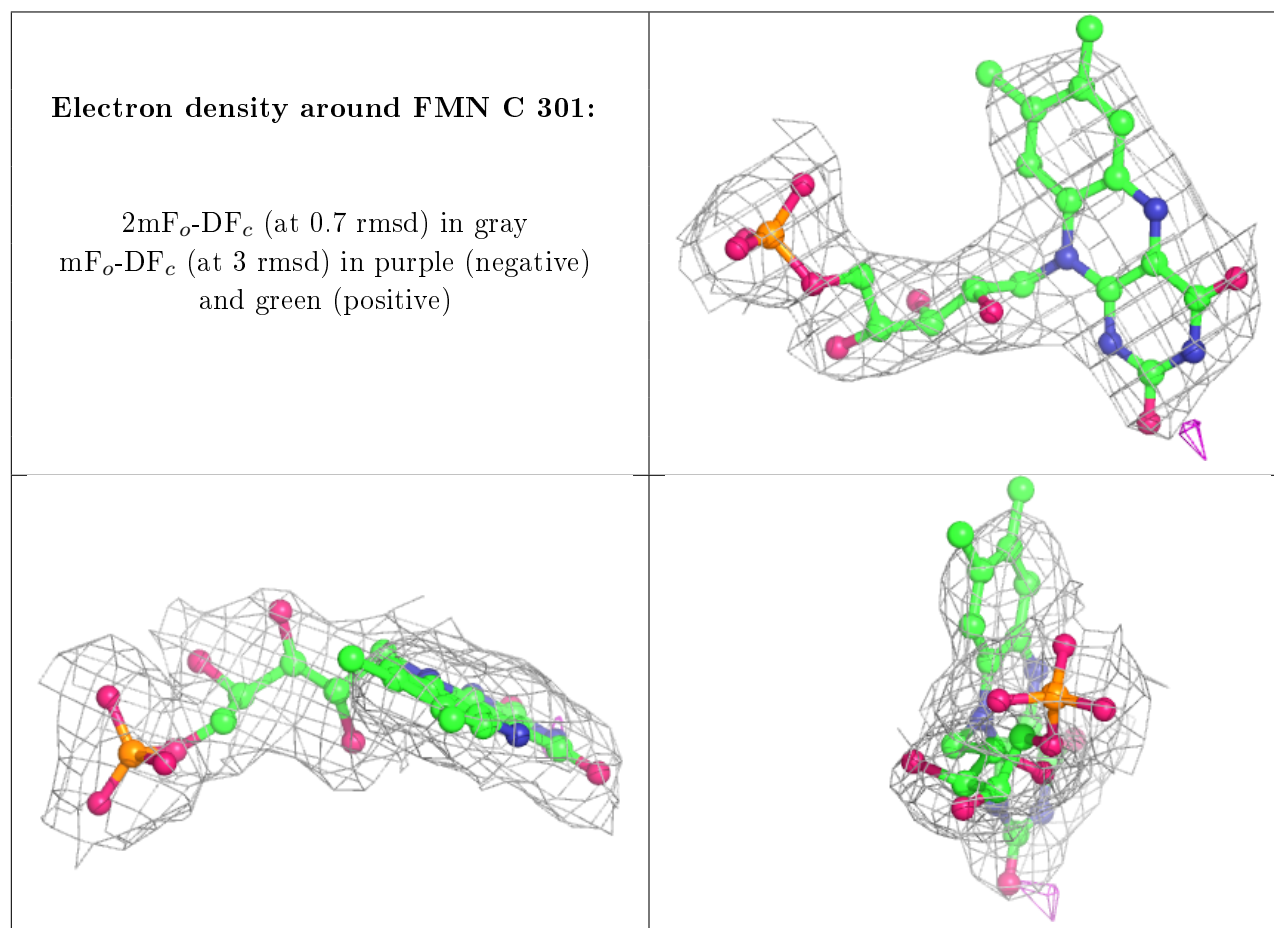 Electron density around FMN C 301:
2mFo-DFc (at 0.7 rmsd) in gray
mFo-DFc (at 3 rmsd) in purple (negative)
and green (positive)